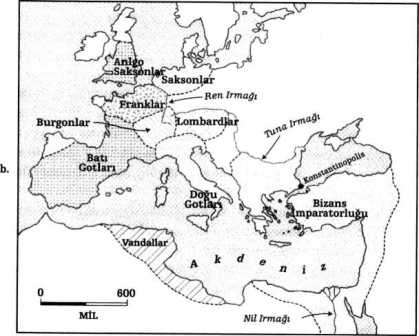 b.
Anlgo
Saksonlar
Saksonlar
Franklar
Ren Irmağı
Burgonlar
Lombardlar
Tuna Irmağı
Batı
Gotları
Konstantinopolis
Doğu
Gotları
Bizans
İmparatorluğu
Vandallar
Akdeniz
0 600
MİL
Nil Irmağı